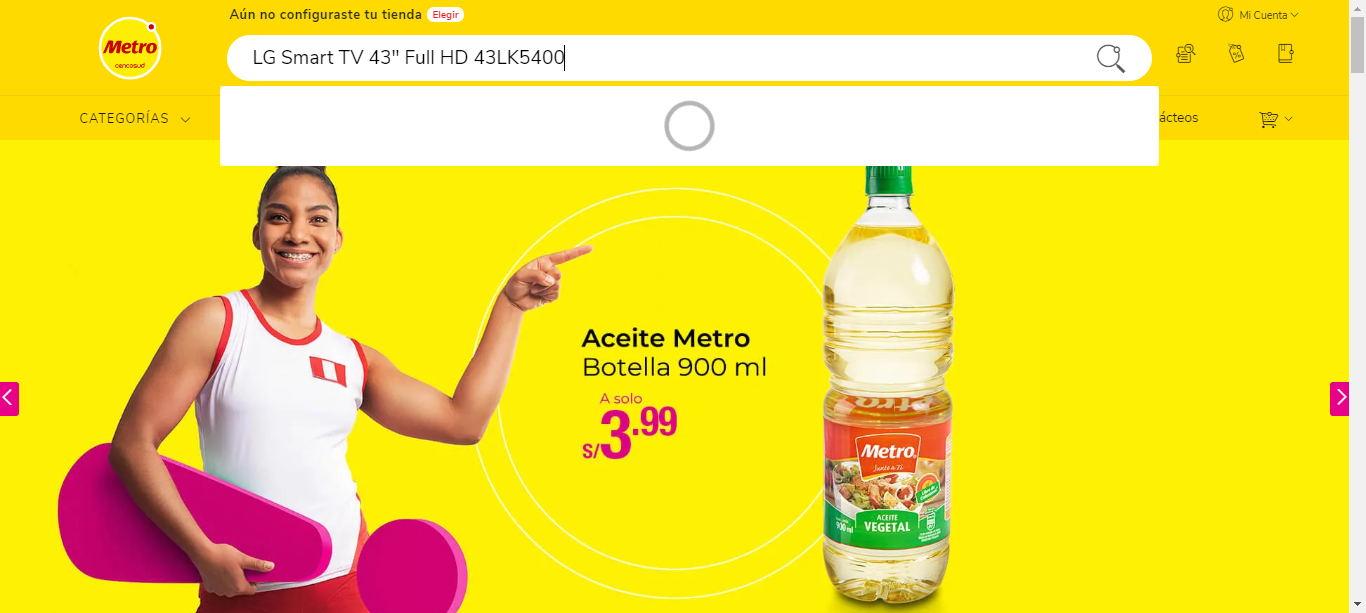 Aún no configuraste tu tienda Elegir
Mi Cuenta
Metro
cencosud
LG Smart TV 43" Full HD 43LK5400
CATEGORÍAS
ácteos
Aceite Metro
Botella 900 ml
A solo
S/3.99
Metro
Junto a Ti
ACEITE
VEGETAL
900 ml